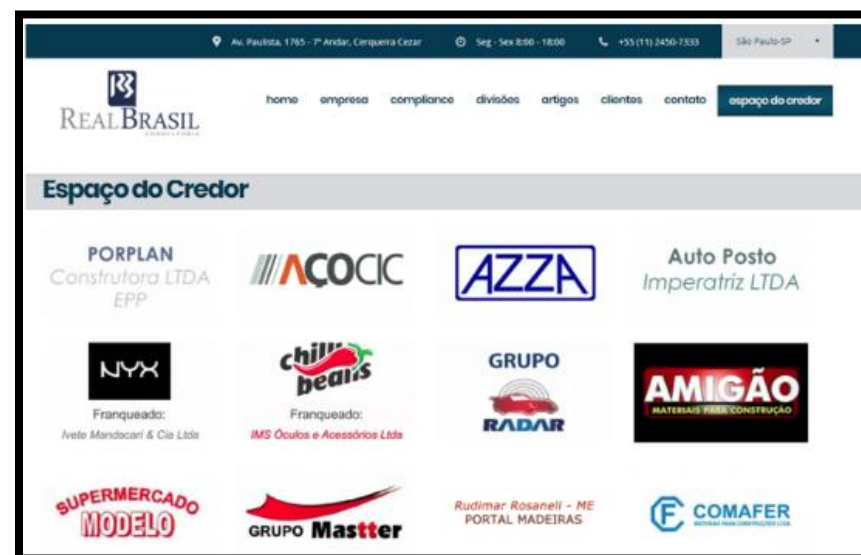 Av. Paulista, 1765 - 7º Andar, Cerqueira Cezar
Seg - Sex 8:00 - 18:00
+55 (11) 2450-7333
São Paulo-SP
R3
REALBRASIL
CONSULTORIA
home empresa compliance divisões artigos clientes contato espaço do credor
Espaço do Credor
PORPLAN
Construtora LTDA
EPP
AÇOCIC
AZZA
Auto Posto
Imperatriz LTDA
NYX
Franqueado:
Ivete Mandacari & Cia Ltda
chilli
beans
Franqueado:
IMS Óculos e Acessórios Ltda
GRUPO
RADAR
AMIGÃO
MATERIAIS PARA CONSTRUÇÃO
SUPERMERCADO
MODELO
GRUPO Mastter
Rudimar Rosaneli - ME
PORTAL MADEIRAS
COMAFER